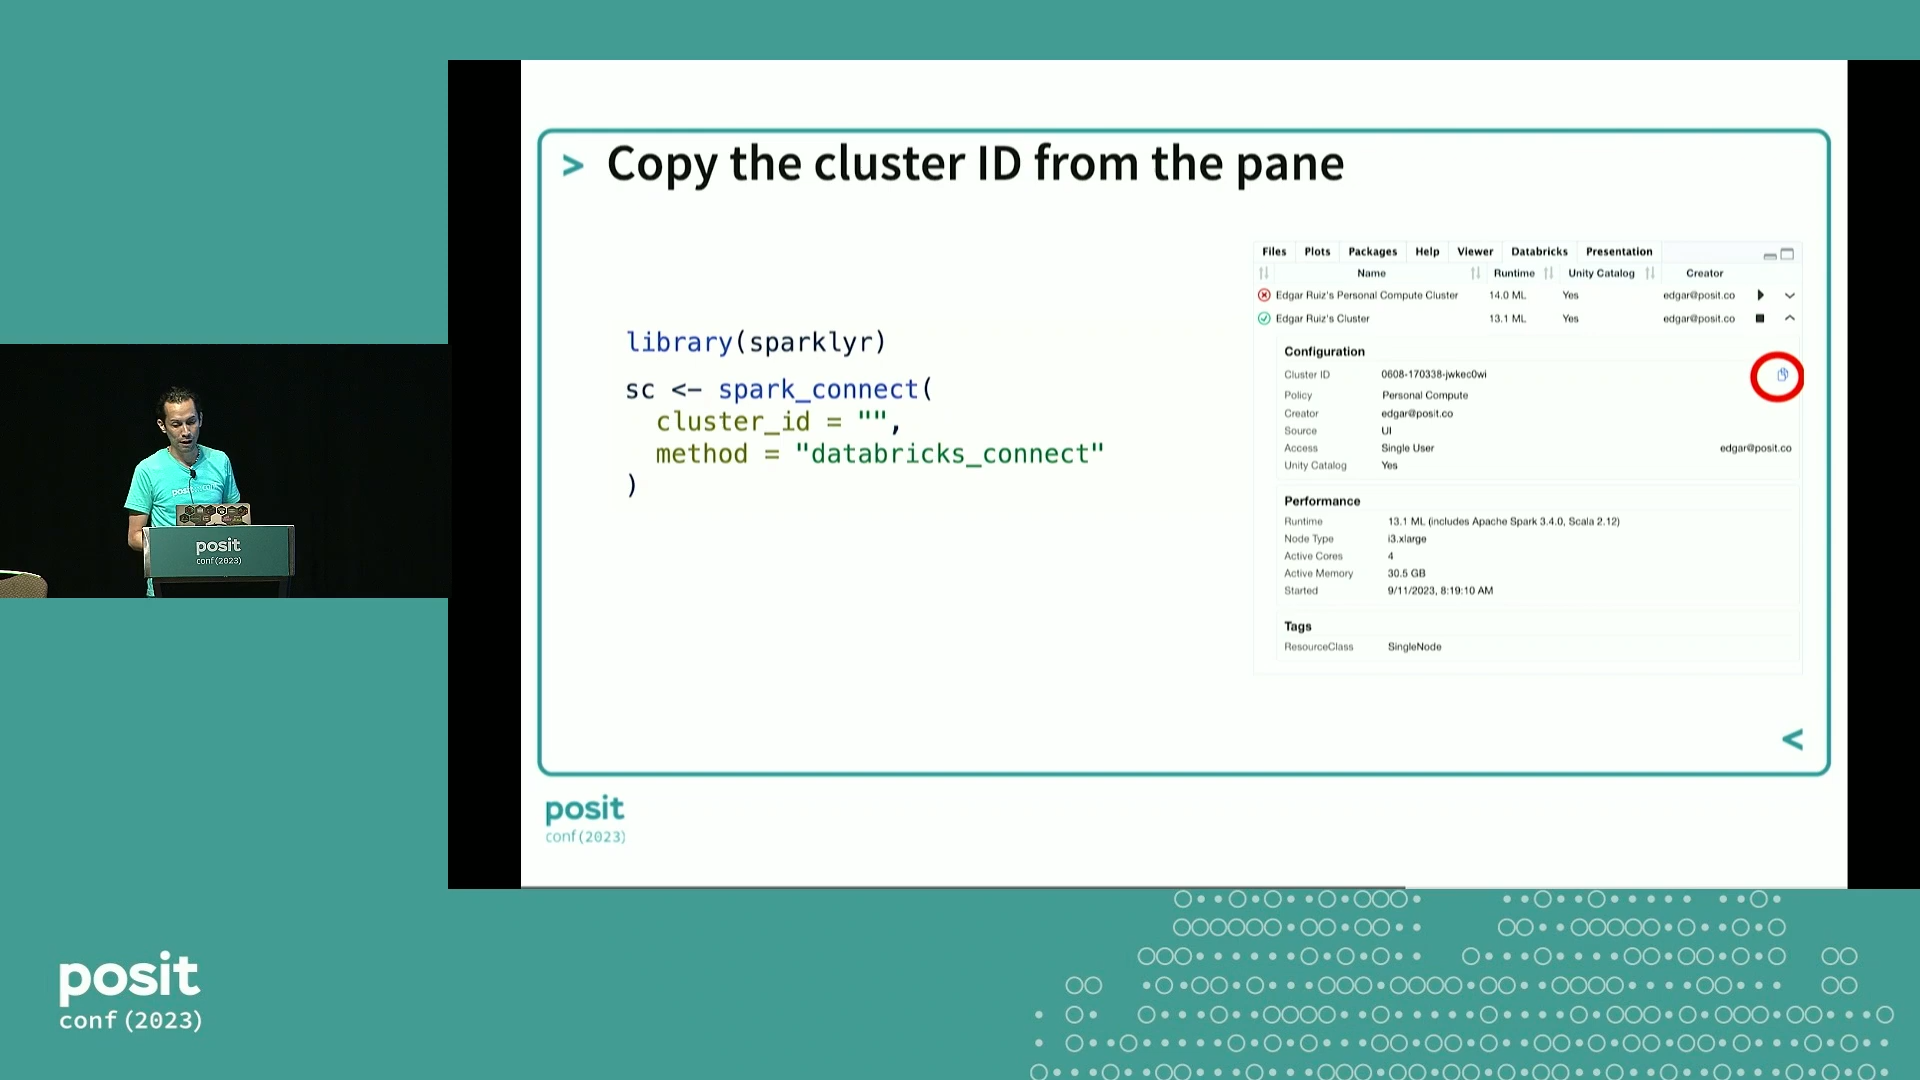 > Copy the cluster ID from the pane
library(sparklyr)
sc <- spark_connect(
cluster_id = "",
method = "databricks_connect"
)
Files Plots Packages Help Viewer Databricks Presentation
Name Runtime Unity Catalog Creator
Edgar Ruiz's Personal Compute Cluster 14.0 ML Yes edgar@posit.co
Edgar Ruiz's Cluster 13.1 ML Yes edgar@posit.co
Configuration
Cluster ID 0608-170338-jwkec0wi
Policy Personal Compute
Creator edgar@posit.co
Source UI
Access Single User edgar@posit.co
Unity Catalog Yes
Performance
Runtime 13.1 ML (includes Apache Spark 3.4.0, Scala 2.12)
Node Type i3.xlarge
Active Cores 4
Active Memory 30.5 GB
Started 9/11/2023, 8:19:10 AM
Tags
ResourceClass SingleNode
<
posit
conf(2023)
posit
posit
conf(2023)
posit
conf(2023)